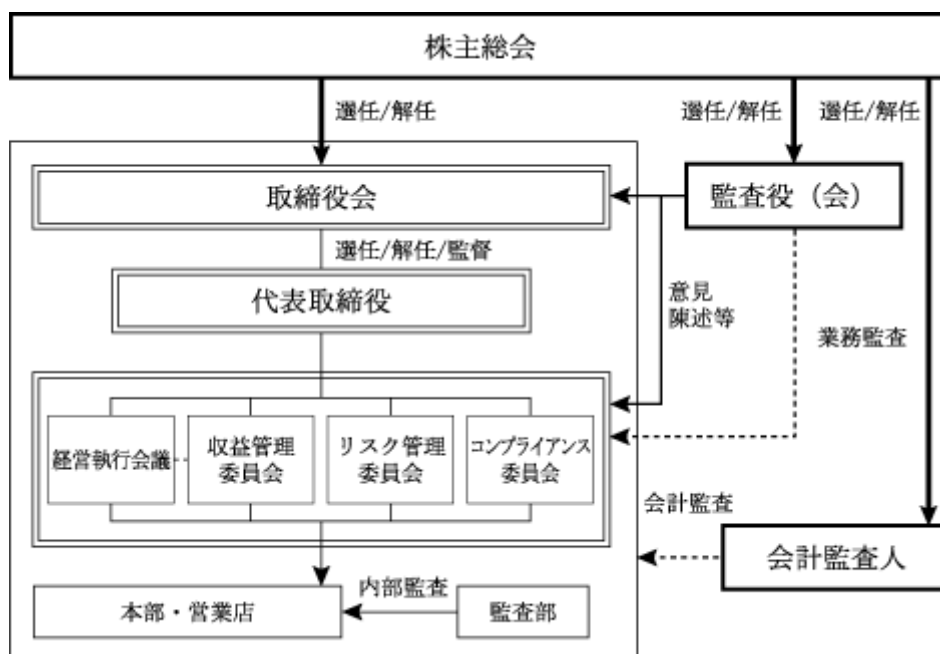 株主総会
選任/解任
選任/解任
選任/解任
取締役会
監査役（会）
選任/解任/監督
代表取締役
意見
陳述等
業務監査
経営執行会議
収益管理
委員会
リスク管理
委員会
コンプライアンス
委員会
会計監査
会計監査人
本部・営業店
内部監査
監査部